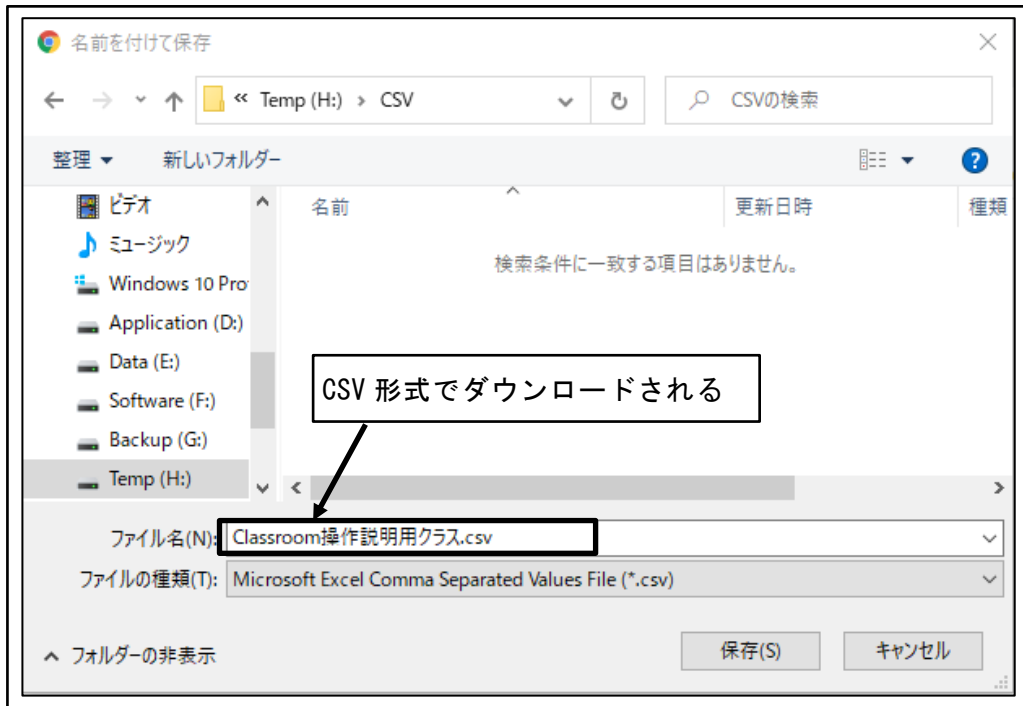 名前を付けて保存
« Temp (H:) › CSV
CSVの検索
整理
新しいフォルダー
?
ビデオ
ミュージック
Windows 10 Pro
Application (D:)
Data (E:)
Software (F:)
Backup (G:)
Temp (H:)
名前
更新日時
種類
検索条件に一致する項目はありません。
CSV 形式でダウンロードされる
ファイル名(N): Classroom操作説明用クラス.csv
ファイルの種類(T): Microsoft Excel Comma Separated Values File (*.csv)
フォルダーの非表示
保存(S)
キャンセル